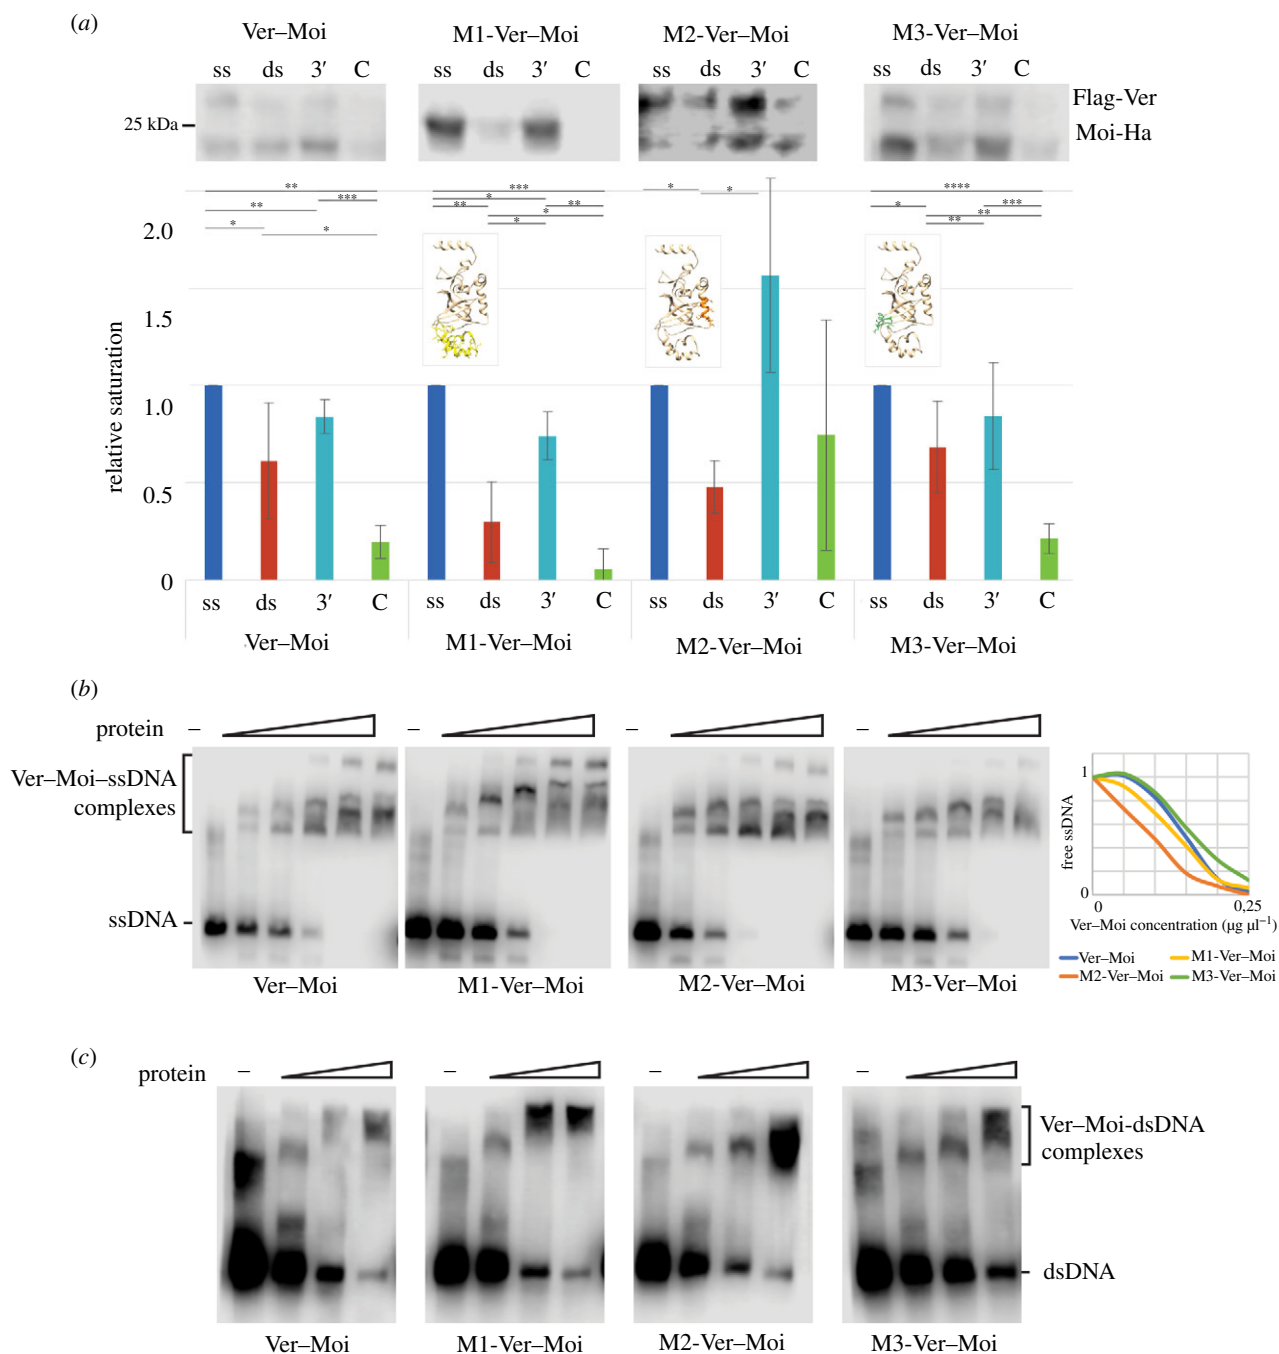 (a)
Ver–Moi M1-Ver–Moi M2-Ver–Moi M3-Ver–Moi
ss ds 3′ C ss ds 3′ C ss ds 3′ C ss ds 3′ C
Flag-Ver
25 kDa
Moi-Ha
** *** * * ****
*** * ** ***
** ** * * **
* * * **
relative saturation
2.0
1.5
1.0
0.5
0
ss ds 3′ C ss ds 3′ C ss ds 3′ C ss ds 3′ C
Ver–Moi M1-Ver–Moi M2-Ver–Moi M3-Ver–Moi
(b)
protein – – – –
Ver–Moi–ssDNA
complexes
ssDNA
Ver–Moi M1-Ver–Moi M2-Ver–Moi M3-Ver–Moi
free ssDNA
1
0
0 0,25
Ver–Moi concentration (µg µl⁻¹)
Ver–Moi M1-Ver–Moi
M2-Ver–Moi M3-Ver–Moi
(c)
protein – – – –
Ver–Moi-dsDNA
complexes
dsDNA
Ver–Moi M1-Ver–Moi M2-Ver–Moi M3-Ver–Moi